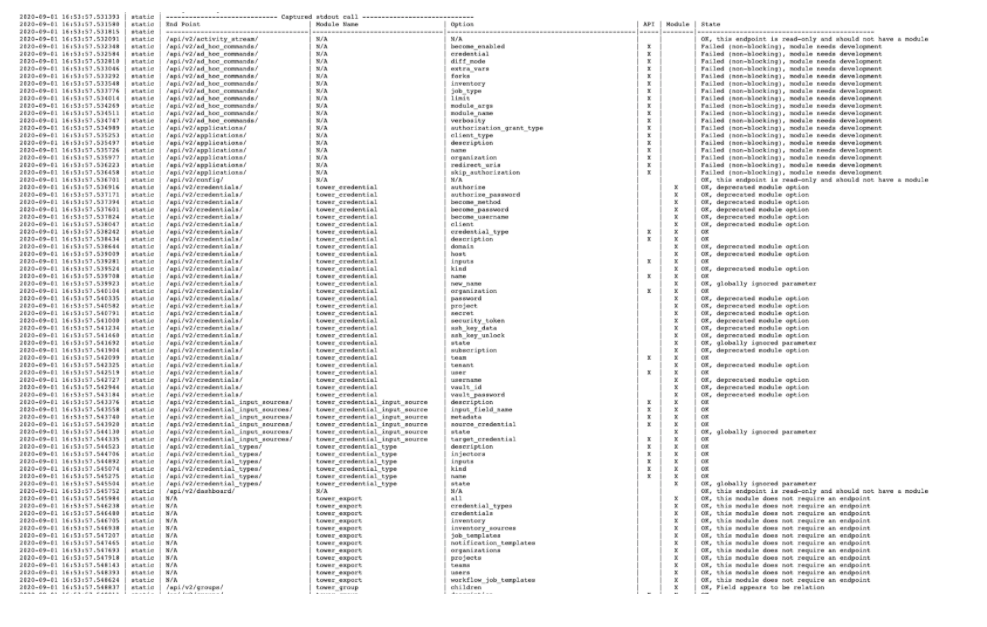 2020-09-01 16:53:57.531393 | static | --------------------------- Captured stdout call ---------------------------
2020-09-01 16:53:57.531580 | static | End Point | Module Name | Option | API | Module | State
2020-09-01 16:53:57.531815 | static |
2020-09-01 16:53:57.532091 | static | /api/v2/activity_stream/ | N/A | N/A | | | OK, this endpoint is read-only and should not have a module
2020-09-01 16:53:57.532348 | static | /api/v2/ad_hoc_commands/ | N/A | become_enabled | X | | Failed (non-blocking), module needs development
2020-09-01 16:53:57.532584 | static | /api/v2/ad_hoc_commands/ | N/A | credential | X | | Failed (non-blocking), module needs development
2020-09-01 16:53:57.532810 | static | /api/v2/ad_hoc_commands/ | N/A | diff_mode | X | | Failed (non-blocking), module needs development
2020-09-01 16:53:57.533046 | static | /api/v2/ad_hoc_commands/ | N/A | extra_vars | X | | Failed (non-blocking), module needs development
2020-09-01 16:53:57.533292 | static | /api/v2/ad_hoc_commands/ | N/A | forks | X | | Failed (non-blocking), module needs development
2020-09-01 16:53:57.533548 | static | /api/v2/ad_hoc_commands/ | N/A | inventory | X | | Failed (non-blocking), module needs development
2020-09-01 16:53:57.533776 | static | /api/v2/ad_hoc_commands/ | N/A | job_type | X | | Failed (non-blocking), module needs development
2020-09-01 16:53:57.534014 | static | /api/v2/ad_hoc_commands/ | N/A | limit | X | | Failed (non-blocking), module needs development
2020-09-01 16:53:57.534269 | static | /api/v2/ad_hoc_commands/ | N/A | module_args | X | | Failed (non-blocking), module needs development
2020-09-01 16:53:57.534511 | static | /api/v2/ad_hoc_commands/ | N/A | module_name | X | | Failed (non-blocking), module needs development
2020-09-01 16:53:57.534747 | static | /api/v2/ad_hoc_commands/ | N/A | verbosity | X | | Failed (non-blocking), module needs development
2020-09-01 16:53:57.534989 | static | /api/v2/applications/ | N/A | authorization_grant_type | X | | Failed (non-blocking), module needs development
2020-09-01 16:53:57.535253 | static | /api/v2/applications/ | N/A | client_type | X | | Failed (non-blocking), module needs development
2020-09-01 16:53:57.535497 | static | /api/v2/applications/ | N/A | description | X | | Failed (non-blocking), module needs development
2020-09-01 16:53:57.535726 | static | /api/v2/applications/ | N/A | name | X | | Failed (non-blocking), module needs development
2020-09-01 16:53:57.535977 | static | /api/v2/applications/ | N/A | organization | X | | Failed (non-blocking), module needs development
2020-09-01 16:53:57.536223 | static | /api/v2/applications/ | N/A | redirect_uris | X | | Failed (non-blocking), module needs development
2020-09-01 16:53:57.536458 | static | /api/v2/applications/ | N/A | skip_authorization | X | | Failed (non-blocking), module needs development
2020-09-01 16:53:57.536701 | static | /api/v2/config/ | N/A | N/A | | | OK, this endpoint is read-only and should not have a module
2020-09-01 16:53:57.536916 | static | /api/v2/credentials/ | tower_credential | authorize | | X | OK, deprecated module option
2020-09-01 16:53:57.537171 | static | /api/v2/credentials/ | tower_credential | authorize_password | | X | OK, deprecated module option
2020-09-01 16:53:57.537394 | static | /api/v2/credentials/ | tower_credential | become_method | | X | OK, deprecated module option
2020-09-01 16:53:57.537601 | static | /api/v2/credentials/ | tower_credential | become_password | | X | OK, deprecated module option
2020-09-01 16:53:57.537824 | static | /api/v2/credentials/ | tower_credential | become_username | | X | OK, deprecated module option
2020-09-01 16:53:57.538047 | static | /api/v2/credentials/ | tower_credential | client | | X | OK, deprecated module option
2020-09-01 16:53:57.538242 | static | /api/v2/credentials/ | tower_credential | credential_type | X | X | OK
2020-09-01 16:53:57.538434 | static | /api/v2/credentials/ | tower_credential | description | X | X | OK
2020-09-01 16:53:57.538644 | static | /api/v2/credentials/ | tower_credential | domain | | X | OK, deprecated module option
2020-09-01 16:53:57.539009 | static | /api/v2/credentials/ | tower_credential | host | | X | OK, deprecated module option
2020-09-01 16:53:57.539281 | static | /api/v2/credentials/ | tower_credential | inputs | X | X | OK
2020-09-01 16:53:57.539524 | static | /api/v2/credentials/ | tower_credential | kind | | X | OK, deprecated module option
2020-09-01 16:53:57.539708 | static | /api/v2/credentials/ | tower_credential | name | X | X | OK
2020-09-01 16:53:57.539923 | static | /api/v2/credentials/ | tower_credential | new_name | | X | OK, globally ignored parameter
2020-09-01 16:53:57.540104 | static | /api/v2/credentials/ | tower_credential | organization | X | X | OK
2020-09-01 16:53:57.540335 | static | /api/v2/credentials/ | tower_credential | password | | X | OK, deprecated module option
2020-09-01 16:53:57.540582 | static | /api/v2/credentials/ | tower_credential | project | | X | OK, deprecated module option
2020-09-01 16:53:57.540791 | static | /api/v2/credentials/ | tower_credential | secret | | X | OK, deprecated module option
2020-09-01 16:53:57.541000 | static | /api/v2/credentials/ | tower_credential | security_token | | X | OK, deprecated module option
2020-09-01 16:53:57.541234 | static | /api/v2/credentials/ | tower_credential | ssh_key_data | | X | OK, deprecated module option
2020-09-01 16:53:57.541460 | static | /api/v2/credentials/ | tower_credential | ssh_key_unlock | | X | OK, deprecated module option
2020-09-01 16:53:57.541692 | static | /api/v2/credentials/ | tower_credential | state | | X | OK, globally ignored parameter
2020-09-01 16:53:57.541904 | static | /api/v2/credentials/ | tower_credential | subscription | | X | OK, deprecated module option
2020-09-01 16:53:57.542099 | static | /api/v2/credentials/ | tower_credential | team | X | X | OK
2020-09-01 16:53:57.542325 | static | /api/v2/credentials/ | tower_credential | tenant | | X | OK, deprecated module option
2020-09-01 16:53:57.542519 | static | /api/v2/credentials/ | tower_credential | user | X | X | OK
2020-09-01 16:53:57.542727 | static | /api/v2/credentials/ | tower_credential | username | | X | OK, deprecated module option
2020-09-01 16:53:57.542944 | static | /api/v2/credentials/ | tower_credential | vault_id | | X | OK, deprecated module option
2020-09-01 16:53:57.543184 | static | /api/v2/credentials/ | tower_credential | vault_password | | X | OK, deprecated module option
2020-09-01 16:53:57.543376 | static | /api/v2/credential_input_sources/ | tower_credential_input_source | description | X | X | OK
2020-09-01 16:53:57.543558 | static | /api/v2/credential_input_sources/ | tower_credential_input_source | input_field_name | X | X | OK
2020-09-01 16:53:57.543740 | static | /api/v2/credential_input_sources/ | tower_credential_input_source | metadata | X | X | OK
2020-09-01 16:53:57.543920 | static | /api/v2/credential_input_sources/ | tower_credential_input_source | source_credential | X | X | OK
2020-09-01 16:53:57.544130 | static | /api/v2/credential_input_sources/ | tower_credential_input_source | state | | X | OK, globally ignored parameter
2020-09-01 16:53:57.544335 | static | /api/v2/credential_input_sources/ | tower_credential_input_source | target_credential | X | X | OK
2020-09-01 16:53:57.544523 | static | /api/v2/credential_types/ | tower_credential_type | description | X | X | OK
2020-09-01 16:53:57.544706 | static | /api/v2/credential_types/ | tower_credential_type | injectors | X | X | OK
2020-09-01 16:53:57.544892 | static | /api/v2/credential_types/ | tower_credential_type | inputs | X | X | OK
2020-09-01 16:53:57.545074 | static | /api/v2/credential_types/ | tower_credential_type | kind | X | X | OK
2020-09-01 16:53:57.545275 | static | /api/v2/credential_types/ | tower_credential_type | name | X | X | OK
2020-09-01 16:53:57.545504 | static | /api/v2/credential_types/ | tower_credential_type | state | | X | OK, globally ignored parameter
2020-09-01 16:53:57.545752 | static | /api/v2/dashboard/ | N/A | N/A | | | OK, this endpoint is read-only and should not have a module
2020-09-01 16:53:57.545984 | static | N/A | tower_export | all | | X | OK, this module does not require an endpoint
2020-09-01 16:53:57.546238 | static | N/A | tower_export | credential_types | | X | OK, this module does not require an endpoint
2020-09-01 16:53:57.546480 | static | N/A | tower_export | credentials | | X | OK, this module does not require an endpoint
2020-09-01 16:53:57.546705 | static | N/A | tower_export | inventory | | X | OK, this module does not require an endpoint
2020-09-01 16:53:57.546938 | static | N/A | tower_export | inventory_sources | | X | OK, this module does not require an endpoint
2020-09-01 16:53:57.547207 | static | N/A | tower_export | job_templates | | X | OK, this module does not require an endpoint
2020-09-01 16:53:57.547465 | static | N/A | tower_export | notification_templates | | X | OK, this module does not require an endpoint
2020-09-01 16:53:57.547693 | static | N/A | tower_export | organizations | | X | OK, this module does not require an endpoint
2020-09-01 16:53:57.547918 | static | N/A | tower_export | projects | | X | OK, this module does not require an endpoint
2020-09-01 16:53:57.548143 | static | N/A | tower_export | teams | | X | OK, this module does not require an endpoint
2020-09-01 16:53:57.548393 | static | N/A | tower_export | users | | X | OK, this module does not require an endpoint
2020-09-01 16:53:57.548624 | static | N/A | tower_export | workflow_job_templates | | X | OK, this module does not require an endpoint
2020-09-01 16:53:57.548837 | static | /api/v2/groups/ | tower_group | children | | X | OK, Field appears to be relation